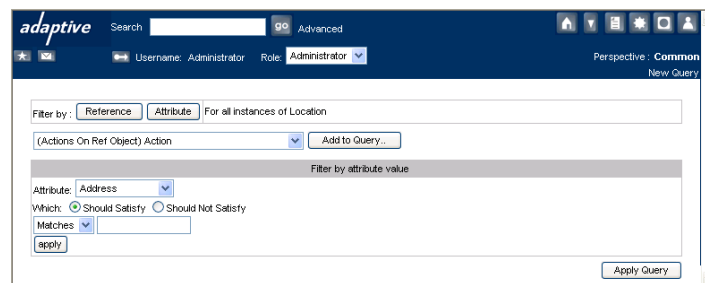 adaptive Search go Advanced
Username: Administrator Role: Administrator Perspective : Common
New Query
Filter by : Reference Attribute For all instances of Location
(Actions On Ref Object) Action Add to Query..
Filter by attribute value
Attribute: Address
Which: Should Satisfy Should Not Satisfy
Matches
apply
Apply Query